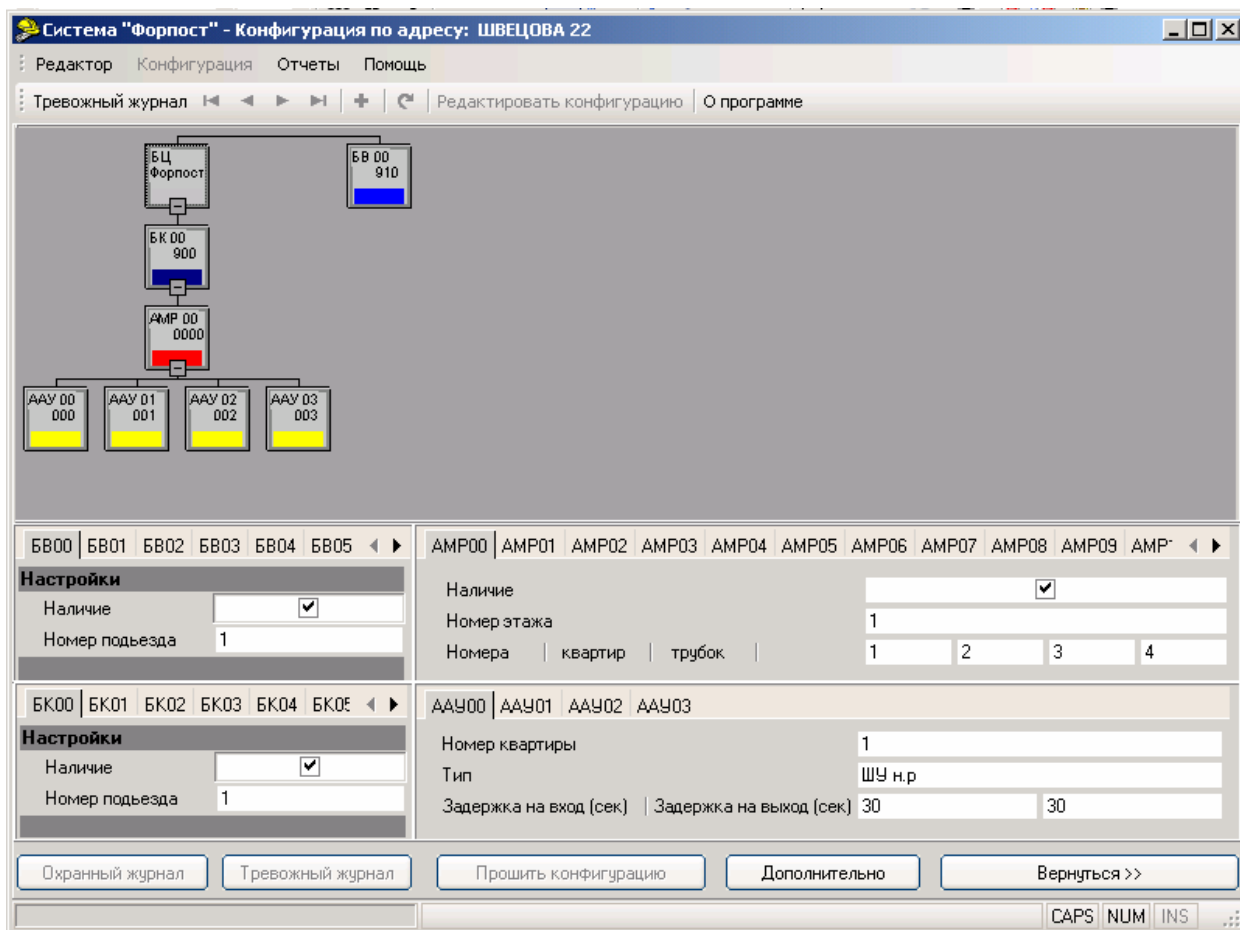 Система "Форпост" - Конфигурация по адресу: ШВЕЦОВА 22
Редактор Конфигурация Отчеты Помощь
Тревожный журнал Редактировать конфигурацию О программе
БЦ
Форпост
БВ 00
910
БК 00
900
АМР 00
0000
ААУ 00
000
ААУ 01
001
ААУ 02
002
ААУ 03
003
БВ00 БВ01 БВ02 БВ03 БВ04 БВ05
Настройки
Наличие
Номер подьезда 1
АМР00 АМР01 АМР02 АМР03 АМР04 АМР05 АМР06 АМР07 АМР08 АМР09 АМР
Наличие
Номер этажа 1
Номера квартир трубок 1 2 3 4
БК00 БК01 БК02 БК03 БК04
Настройки
Наличие
Номер подьезда 1
ААУ00 ААУ01 ААУ02 ААУ03
Номер квартиры 1
Тип ШУ н.р
Задержка на вход (сек) Задержка на выход (сек) 30 30
Охранный журнал Тревожный журнал Прошить конфигурацию Дополнительно Вернуться >>
CAPS NUM INS